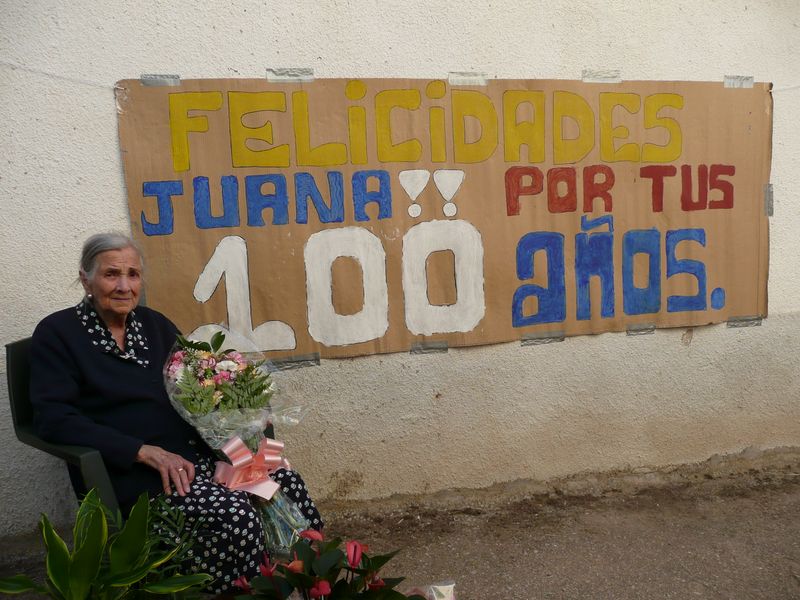 FELiCiDADES
JUANA!! POR TUS
100 años.